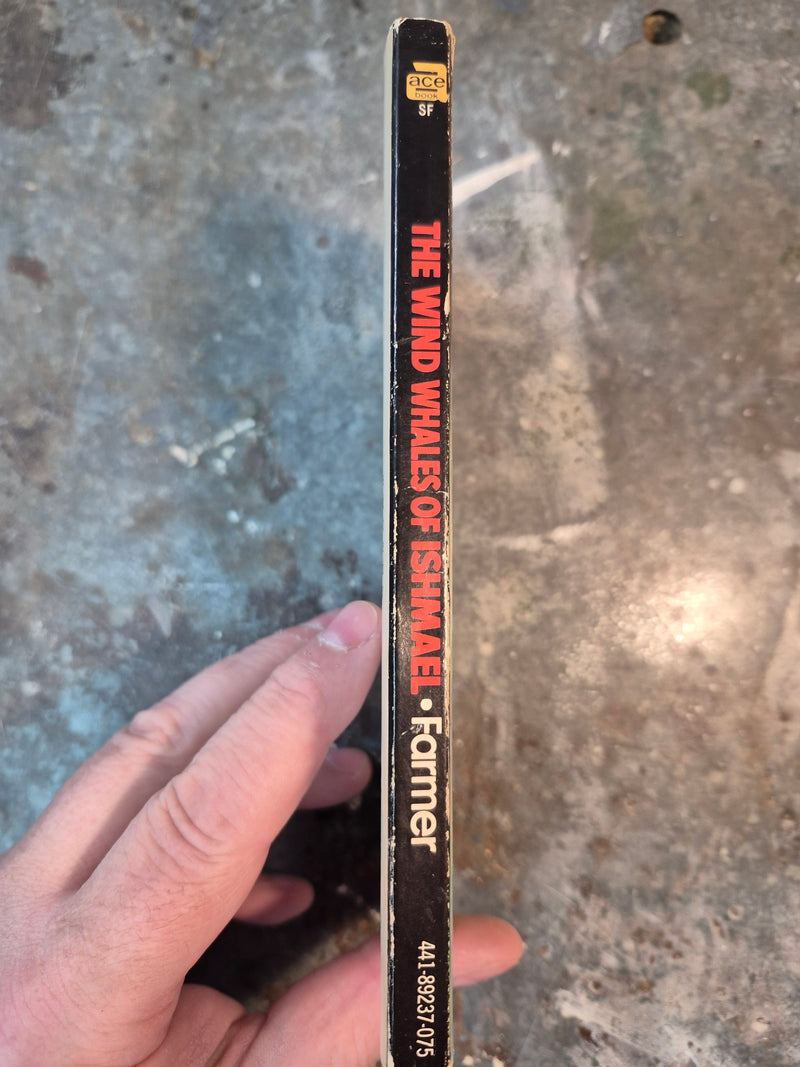 ace
book
SF
THE WIND WHALES OF ISHMAEL • Farmer
441-89237-075